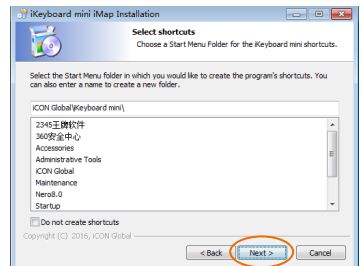 iKeyboard mini iMap Installation
Select shortcuts
Choose a Start Menu Folder for the iKeyboard mini shortcuts.
Select the Start Menu folder in which you would like to create the program's shortcuts. You
can also enter a name to create a new folder.
iCON Global\iKeyboard mini\
2345王牌软件
360安全中心
Accessories
Administrative Tools
iCON Global
Maintenance
Nero8.0
Startup
Do not create shortcuts
Copyright (C) 2016, iCON Global
< Back
Next >
Cancel